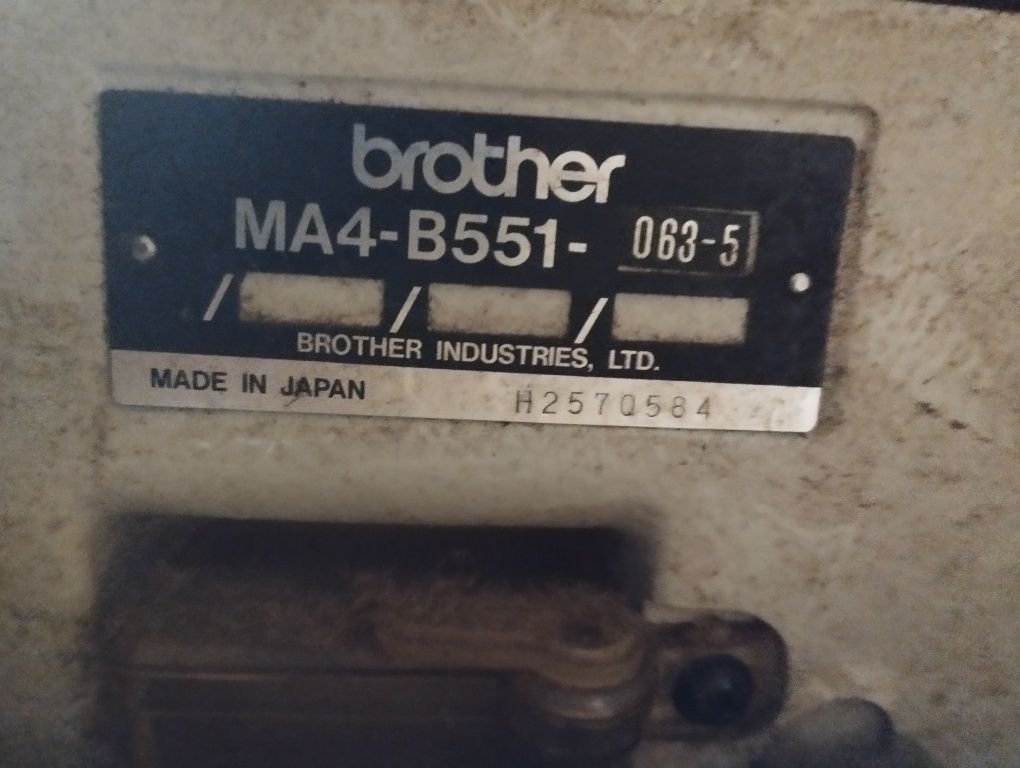 brother
MA4-B551- 063-5
/ / /
BROTHER INDUSTRIES, LTD.
MADE IN JAPAN H2570584